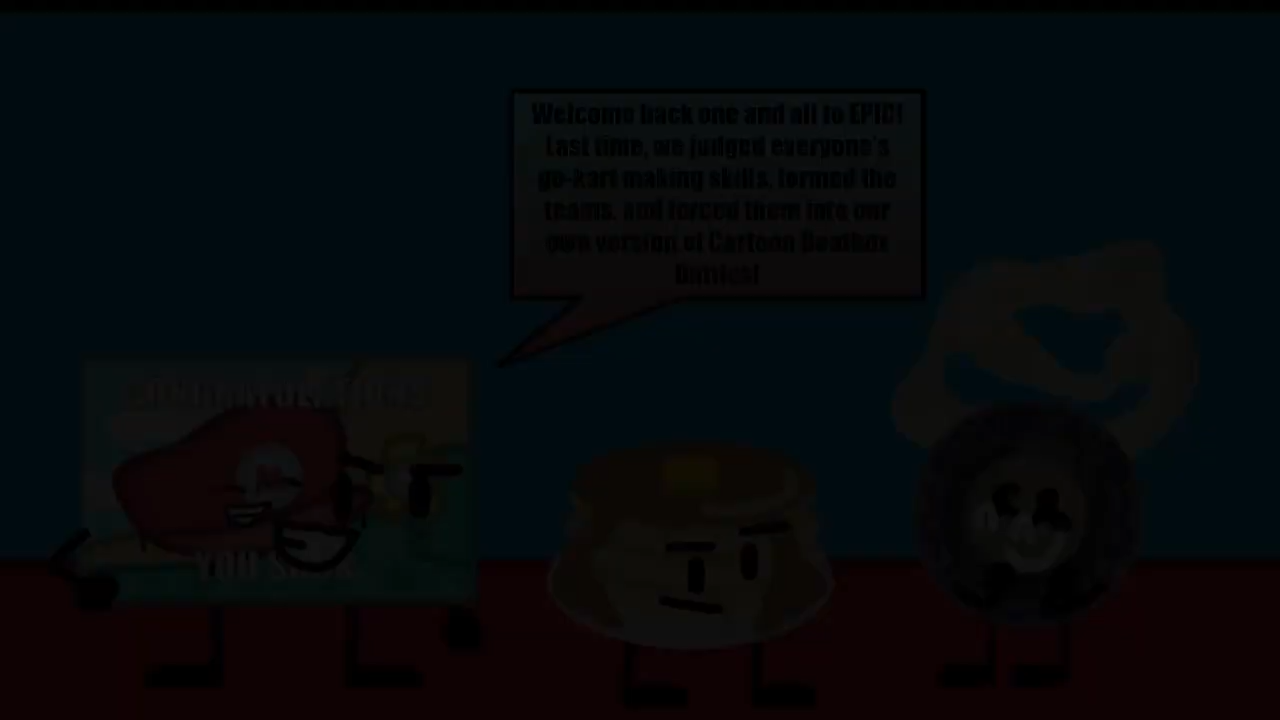 Welcome back one and all to EPIC!
Last time, we judged everyone's
go-kart making skills, formed the
teams, and forced them into our
own version of Cartoon Beatbox
Battles!
YOU